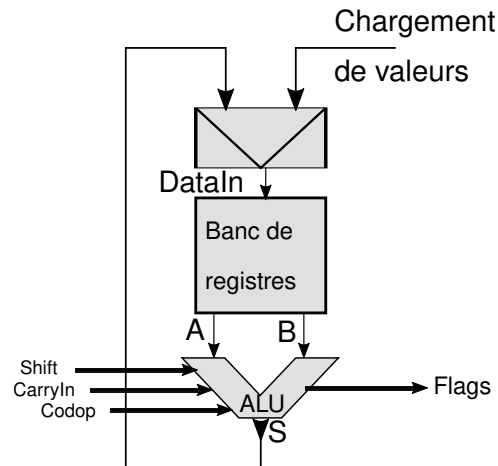 Chargement
de valeurs
DataIn
Banc de
registres
A
B
Shift
CarryIn
Codop
ALU
Flags
S